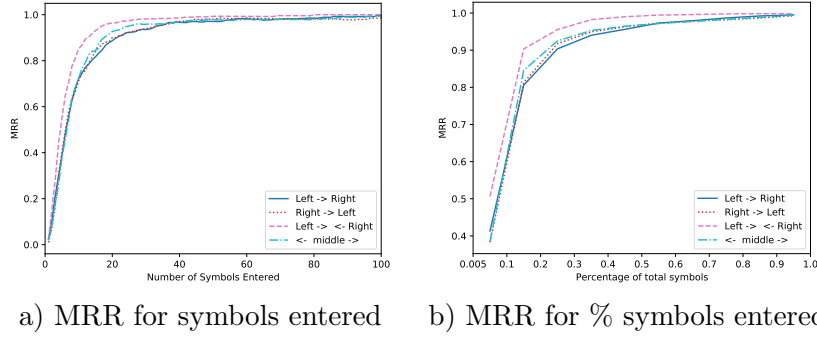 1.0
0.8
0.6
0.4
0.2
0.0
MRR
0 20 40 60 80 100
Number of Symbols Entered
Left -> Right
Right -> Left
Left -> <- Right
<- middle ->
a) MRR for symbols entered
1.0
0.9
0.8
0.7
0.6
0.5
0.4
MRR
0.005 0.1 0.2 0.3 0.4 0.5 0.6 0.7 0.8 0.9 1.0
Percentage of total symbols
Left -> Right
Right -> Left
Left -> <- Right
<- middle ->
b) MRR for % symbols entered